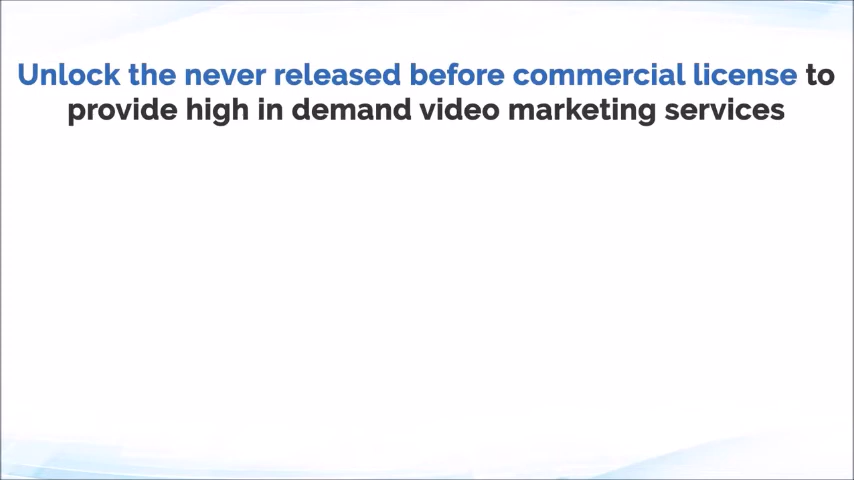 Unlock the never released before commercial license to
provide high in demand video marketing services